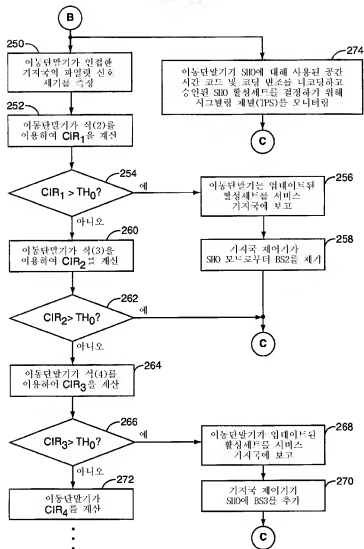 B
250
이동단말기가 인접한
기지국의 파일럿 신호
세기를 측정
274
이동단말기가 SHO에 대해 사용된 공간
시간 코드 및 코딩 변조를 디코딩하고
승인된 SHO 활성세트를 결정하기 위해
시그널링 채널(TPS)를 모니터링
C
252
이동단말기가 식(2)를
이용하여 CIR1을 계산
254
CIR1 > TH0?
예
아니오
256
이동단말기는 업데이트된
활성세트를 서비스
기지국에 보고
260
이동단말기가 식(3)을
이용하여 CIR2를 계산
258
기지국 제어기가
SHO 모드로부터 BS2를 제거
262
CIR2> TH0?
예
아니오
C
264
이동단말기가 식(4)를
이용하여 CIR3을 계산
266
CIR3> TH0?
예
아니오
268
이동단말기가 업데이트된
활성세트를 서비스
기지국에 보고
272
이동단말기가
CIR4를 계산
270
기지국 제어기가
SHO에 BS3를 추가
C